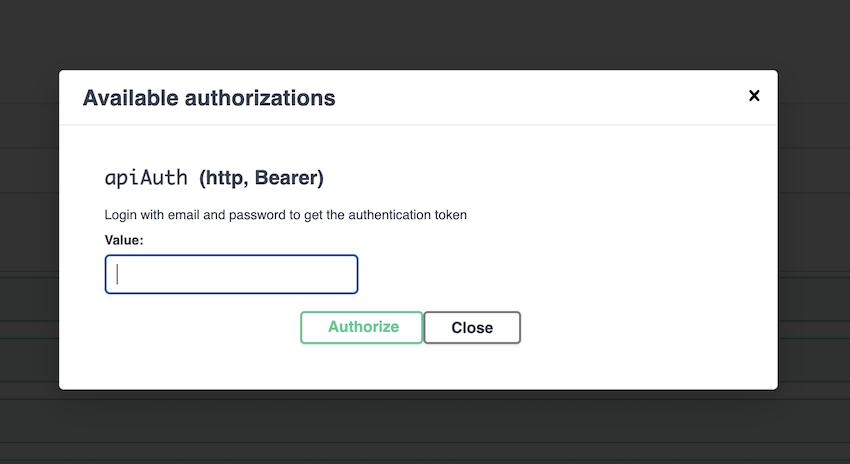 Available authorizations
apiAuth (http, Bearer)
Login with email and password to get the authentication token
Value:
Authorize Close